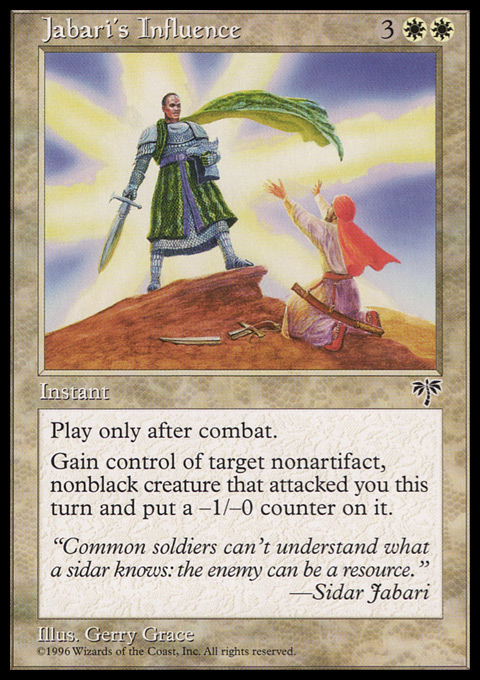 Jabari's Influence 3
Instant
Play only after combat.
Gain control of target nonartifact,
nonblack creature that attacked you this
turn and put a –1/–0 counter on it.
“Common soldiers can't understand what
a sidar knows: the enemy can be a resource.”
—Sidar Jabari
Illus. Gerry Grace
©1996 Wizards of the Coast, Inc. All rights reserved.